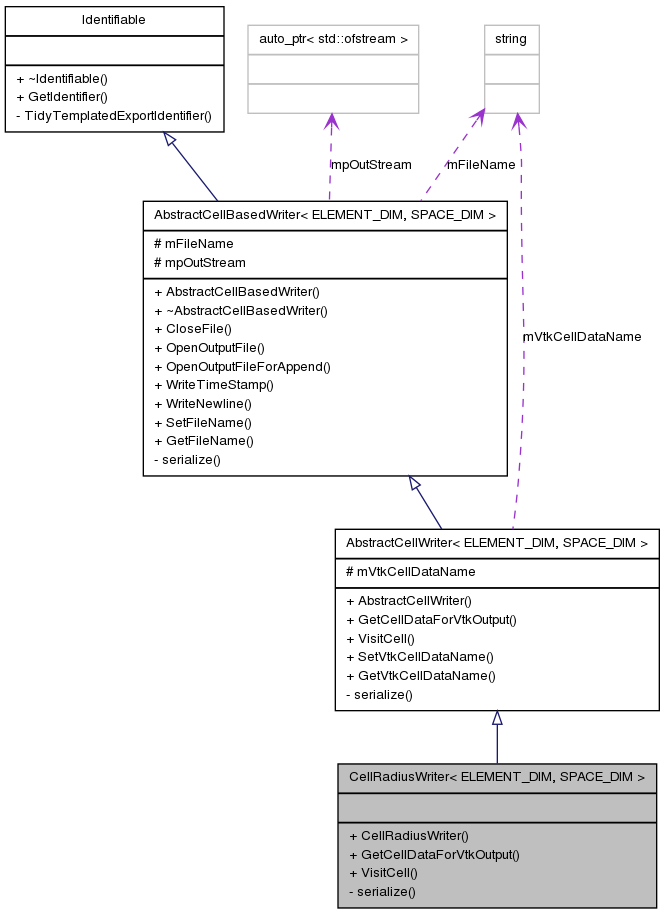 Identifiable
+ ~Identifiable()
+ GetIdentifier()
- TidyTemplatedExportIdentifier()
auto_ptr< std::ofstream >
string
mpOutStream
mFileName
AbstractCellBasedWriter< ELEMENT_DIM, SPACE_DIM >
# mFileName
# mpOutStream
+ AbstractCellBasedWriter()
+ ~AbstractCellBasedWriter()
+ CloseFile()
+ OpenOutputFile()
+ OpenOutputFileForAppend()
+ WriteTimeStamp()
+ WriteNewline()
+ SetFileName()
+ GetFileName()
- serialize()
mVtkCellDataName
AbstractCellWriter< ELEMENT_DIM, SPACE_DIM >
# mVtkCellDataName
+ AbstractCellWriter()
+ GetCellDataForVtkOutput()
+ VisitCell()
+ SetVtkCellDataName()
+ GetVtkCellDataName()
- serialize()
CellRadiusWriter< ELEMENT_DIM, SPACE_DIM >
+ CellRadiusWriter()
+ GetCellDataForVtkOutput()
+ VisitCell()
- serialize()